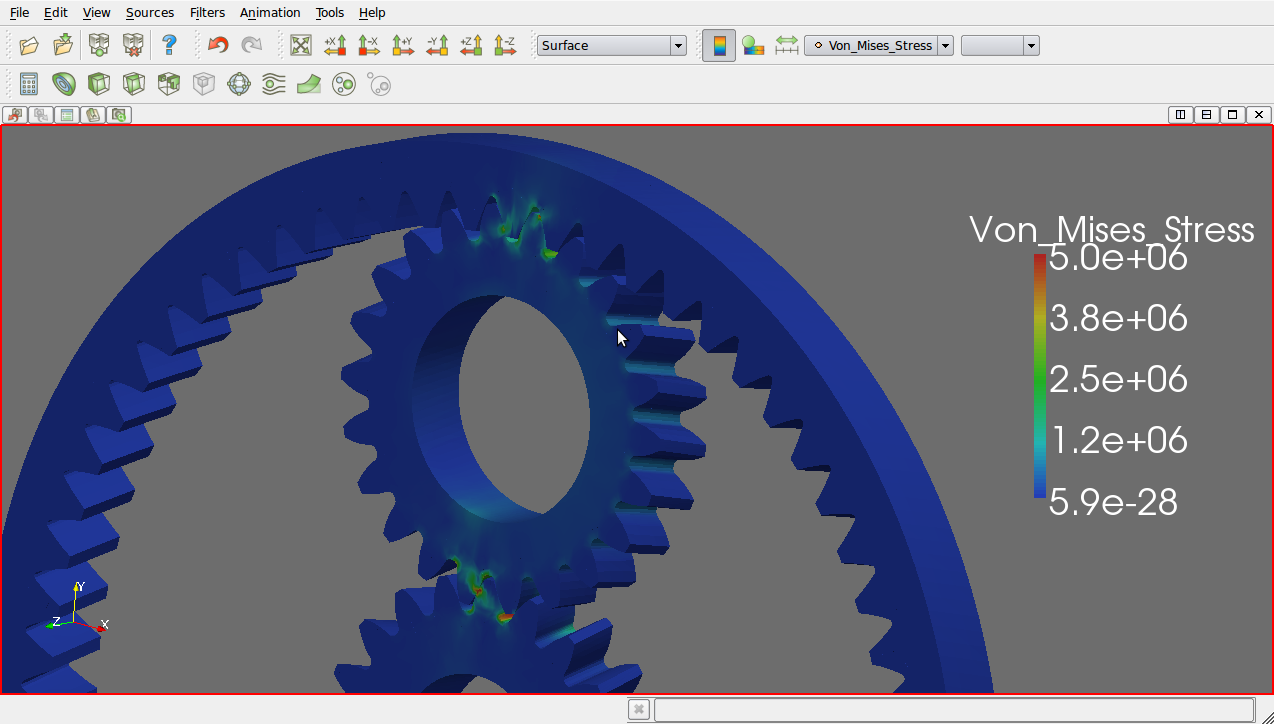 File Edit View Sources Filters Animation Tools Help
+X -X +Y -Y +Z -Z Surface Von_Mises_Stress
Von_Mises_Stress
5.0e+06
3.8e+06
2.5e+06
1.2e+06
5.9e-28
Y
Z X